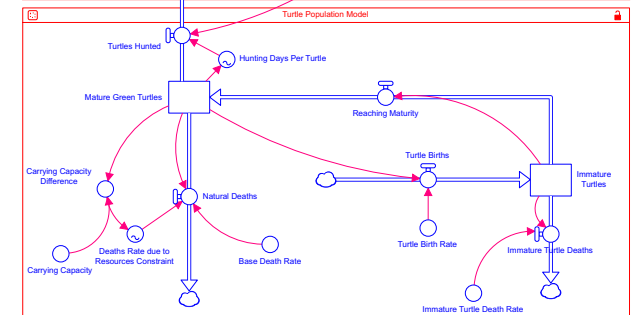 Turtle Population Model
Turtles Hunted
Hunting Days Per Turtle
Mature Green Turtles
Reaching Maturity
Turtle Births
Carrying Capacity
Difference
Immature
Turtles
Natural Deaths
Turtle Birth Rate
Deaths Rate due to
Resources Constraint
Base Death Rate
Immature Turtle Deaths
Carrying Capacity
Immature Turtle Death Rate